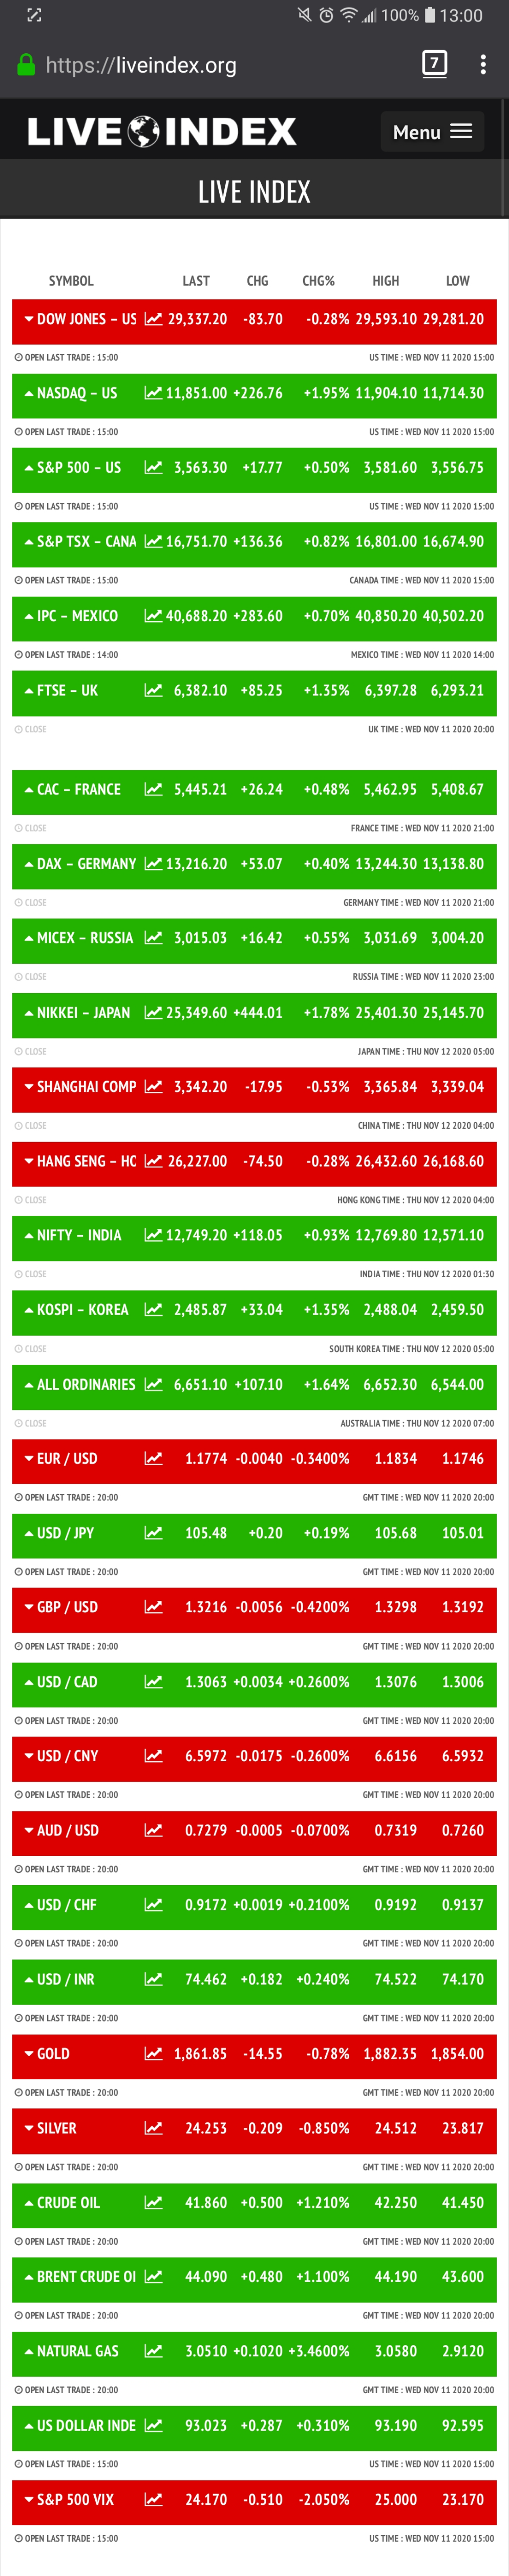 100% 13:00
https://liveindex.org 7
LIVE INDEX Menu
LIVE INDEX
SYMBOL LAST CHG CHG% HIGH LOW
DOW JONES - US 29,337.20 -83.70 -0.28% 29,593.10 29,281.20
OPEN LAST TRADE : 15:00 US TIME : WED NOV 11 2020 15:00
NASDAQ - US 11,851.00 +226.76 +1.95% 11,904.10 11,714.30
OPEN LAST TRADE : 15:00 US TIME : WED NOV 11 2020 15:00
S&P 500 - US 3,563.30 +17.77 +0.50% 3,581.60 3,556.75
OPEN LAST TRADE : 15:00 US TIME : WED NOV 11 2020 15:00
S&P TSX - CANA 16,751.70 +136.36 +0.82% 16,801.00 16,674.90
OPEN LAST TRADE : 15:00 CANADA TIME : WED NOV 11 2020 15:00
IPC - MEXICO 40,688.20 +283.60 +0.70% 40,850.20 40,502.20
OPEN LAST TRADE : 14:00 MEXICO TIME : WED NOV 11 2020 14:00
FTSE - UK 6,382.10 +85.25 +1.35% 6,397.28 6,293.21
CLOSE UK TIME : WED NOV 11 2020 20:00
CAC - FRANCE 5,445.21 +26.24 +0.48% 5,462.95 5,408.67
CLOSE FRANCE TIME : WED NOV 11 2020 21:00
DAX - GERMANY 13,216.20 +53.07 +0.40% 13,244.30 13,138.80
CLOSE GERMANY TIME : WED NOV 11 2020 21:00
MICEX - RUSSIA 3,015.03 +16.42 +0.55% 3,031.69 3,004.20
CLOSE RUSSIA TIME : WED NOV 11 2020 23:00
NIKKEI - JAPAN 25,349.60 +444.01 +1.78% 25,401.30 25,145.70
CLOSE JAPAN TIME : THU NOV 12 2020 05:00
SHANGHAI COMP 3,342.20 -17.95 -0.53% 3,365.84 3,339.04
CLOSE CHINA TIME : THU NOV 12 2020 04:00
HANG SENG - HC 26,227.00 -74.50 -0.28% 26,432.60 26,168.60
CLOSE HONG KONG TIME : THU NOV 12 2020 04:00
NIFTY - INDIA 12,749.20 +118.05 +0.93% 12,769.80 12,571.10
CLOSE INDIA TIME : THU NOV 12 2020 01:30
KOSPI - KOREA 2,485.87 +33.04 +1.35% 2,488.04 2,459.50
CLOSE SOUTH KOREA TIME : THU NOV 12 2020 05:00
ALL ORDINARIES 6,651.10 +107.10 +1.64% 6,652.30 6,544.00
CLOSE AUSTRALIA TIME : THU NOV 12 2020 07:00
EUR / USD 1.1774 -0.0040 -0.3400% 1.1834 1.1746
OPEN LAST TRADE : 20:00 GMT TIME : WED NOV 11 2020 20:00
USD / JPY 105.48 +0.20 +0.19% 105.68 105.01
OPEN LAST TRADE : 20:00 GMT TIME : WED NOV 11 2020 20:00
GBP / USD 1.3216 -0.0056 -0.4200% 1.3298 1.3192
OPEN LAST TRADE : 20:00 GMT TIME : WED NOV 11 2020 20:00
USD / CAD 1.3063 +0.0034 +0.2600% 1.3076 1.3006
OPEN LAST TRADE : 20:00 GMT TIME : WED NOV 11 2020 20:00
USD / CNY 6.5972 -0.0175 -0.2600% 6.6156 6.5932
OPEN LAST TRADE : 20:00 GMT TIME : WED NOV 11 2020 20:00
AUD / USD 0.7279 -0.0005 -0.0700% 0.7319 0.7260
OPEN LAST TRADE : 20:00 GMT TIME : WED NOV 11 2020 20:00
USD / CHF 0.9172 +0.0019 +0.2100% 0.9192 0.9137
OPEN LAST TRADE : 20:00 GMT TIME : WED NOV 11 2020 20:00
USD / INR 74.462 +0.182 +0.240% 74.522 74.170
OPEN LAST TRADE : 20:00 GMT TIME : WED NOV 11 2020 20:00
GOLD 1,861.85 -14.55 -0.78% 1,882.35 1,854.00
OPEN LAST TRADE : 20:00 GMT TIME : WED NOV 11 2020 20:00
SILVER 24.253 -0.209 -0.850% 24.512 23.817
OPEN LAST TRADE : 20:00 GMT TIME : WED NOV 11 2020 20:00
CRUDE OIL 41.860 +0.500 +1.210% 42.250 41.450
OPEN LAST TRADE : 20:00 GMT TIME : WED NOV 11 2020 20:00
BRENT CRUDE OI 44.090 +0.480 +1.100% 44.190 43.600
OPEN LAST TRADE : 20:00 GMT TIME : WED NOV 11 2020 20:00
NATURAL GAS 3.0510 +0.1020 +3.4600% 3.0580 2.9120
OPEN LAST TRADE : 20:00 GMT TIME : WED NOV 11 2020 20:00
US DOLLAR INDE 93.023 +0.287 +0.310% 93.190 92.595
OPEN LAST TRADE : 15:00 US TIME : WED NOV 11 2020 15:00
S&P 500 VIX 24.170 -0.510 -2.050% 25.000 23.170
OPEN LAST TRADE : 15:00 US TIME : WED NOV 11 2020 15:00